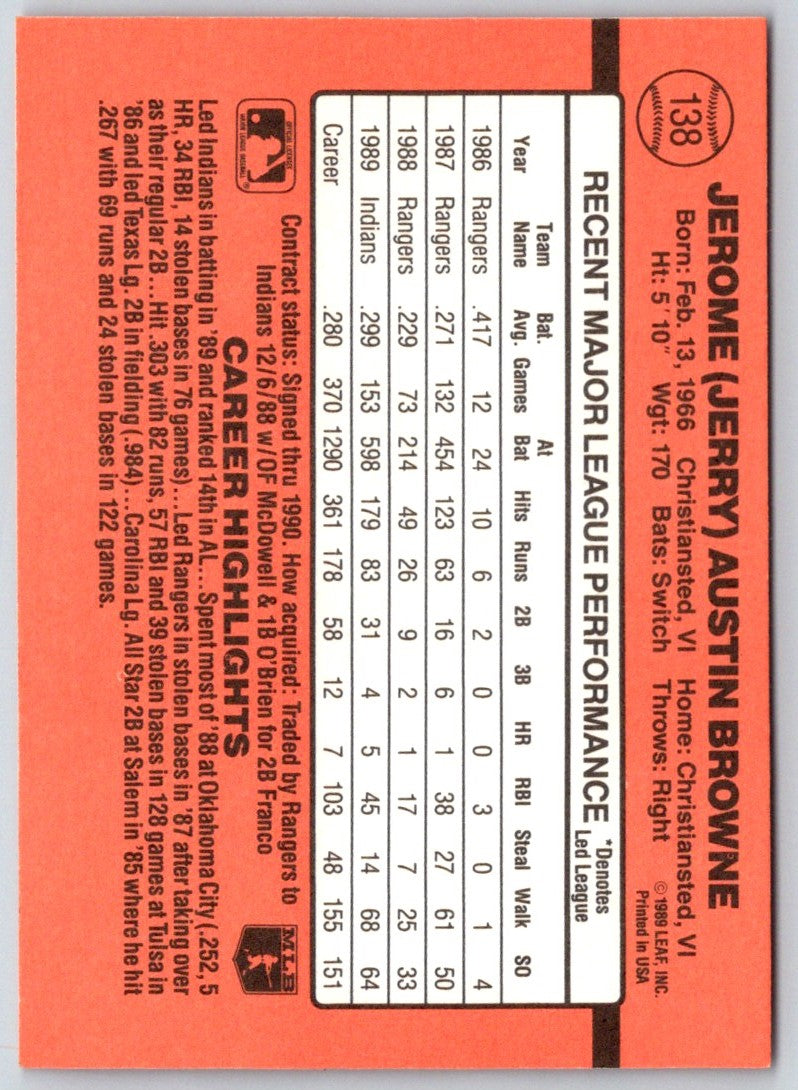 138
JEROME (JERRY) AUSTIN BROWNE
Born: Feb. 13, 1966 Christiansted, VI Home: Christiansted, VI
Ht: 5'10" Wgt: 170 Bats: Switch Throws: Right
© 1989 LEAF, INC.
Printed in USA
RECENT MAJOR LEAGUE PERFORMANCE *Denotes Led League
Year Team Name Bat. Avg. Games At Bat Hits Runs 2B 3B HR RBI Steal Walk SO
1986 Rangers .417 12 24 10 6 2 0 0 3 0 1 4
1987 Rangers .271 132 454 123 63 16 6 1 38 27 61 50
1988 Rangers .229 73 214 49 26 9 2 1 17 7 25 33
1989 Indians .299 153 598 179 83 31 4 5 45 14 68 64
Career .280 370 1290 361 178 58 12 7 103 48 155 151
OFFICIAL LICENSEE
MAJOR LEAGUE BASEBALL
®
Contract status: Signed thru 1990. How acquired: Traded by Rangers to
Indians 12/6/88 w/OF McDowell & 1B O'Brien for 2B Franco
MLB
CAREER HIGHLIGHTS
Led Indians in batting in '89 and ranked 14th in AL... Spent most of '88 at Oklahoma City (.252, 5
HR, 34 RBI, 14 stolen bases in 76 games)... Led Rangers in stolen bases in '87 after taking over
as their regular 2B... Hit .303 with 82 runs, 57 RBI and 39 stolen bases in 128 games at Tulsa in
'86 and led Texas Lg. 2B in fielding (.984)... Carolina Lg. All Star 2B at Salem in '85 where he hit
.267 with 69 runs and 24 stolen bases in 122 games.